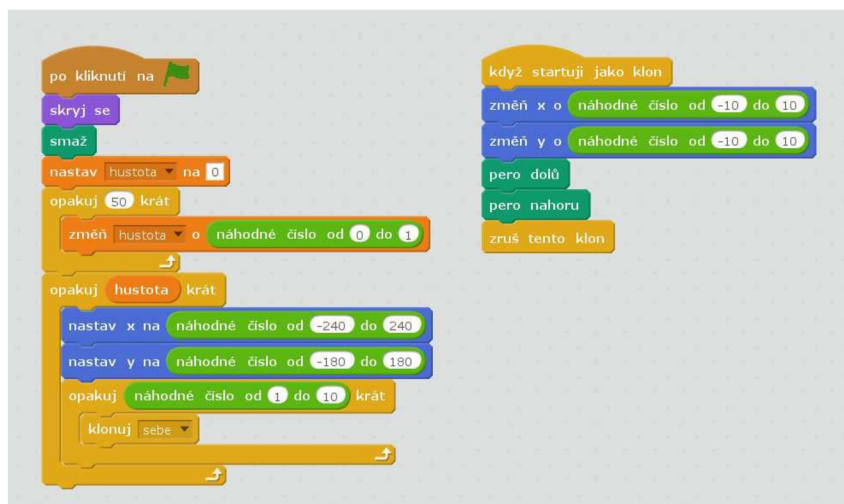 po kliknutí na
skryj se
smaž
nastav hustota na 0
opakuj 50 krát
změň hustota o náhodné číslo od 0 do 1
opakuj hustota krát
nastav x na náhodné číslo od -240 do 240
nastav y na náhodné číslo od -180 do 180
opakuj náhodné číslo od 1 do 10 krát
klonuj sebe
když startuji jako klon
změň x o náhodné číslo od -10 do 10
změň y o náhodné číslo od -10 do 10
pero dolů
pero nahoru
zruš tento klon